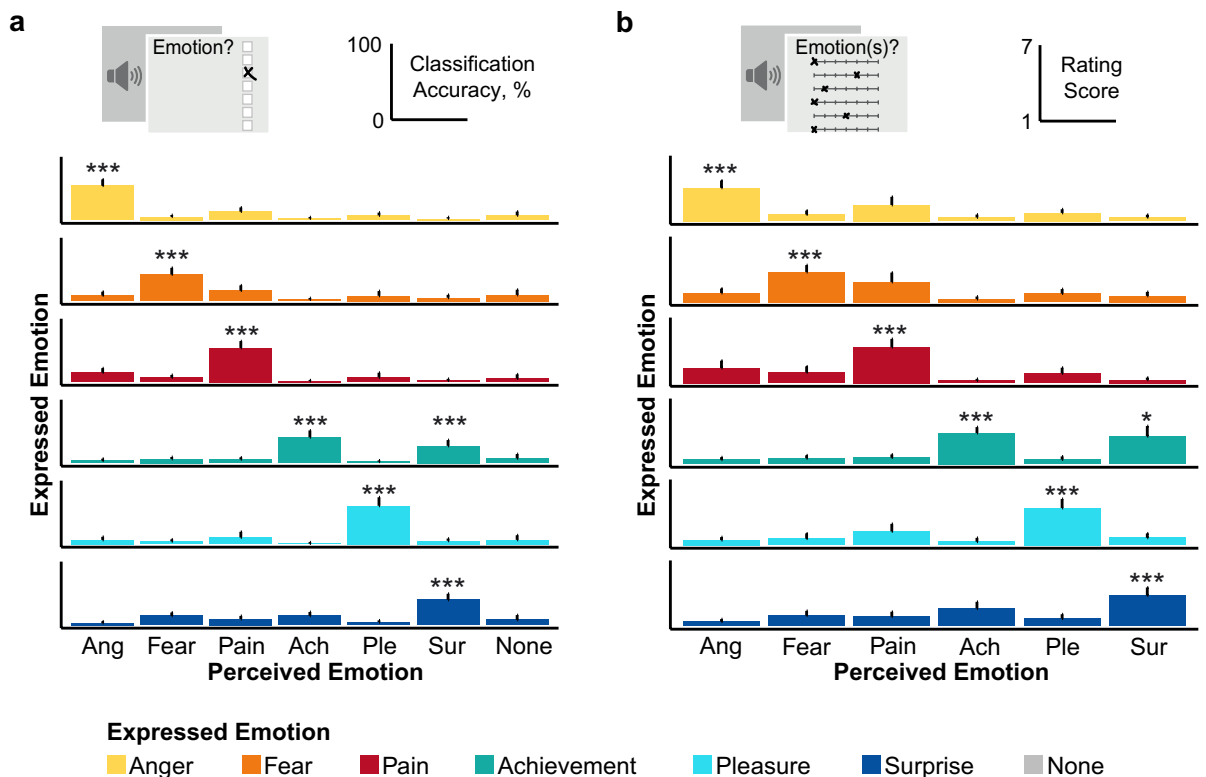 a
Emotion?
100
Classification
Accuracy, %
0
***
***
***
*** ***
***
***
Expressed Emotion
Ang Fear Pain Ach Ple Sur None
Perceived Emotion
b
Emotion(s)?
7
Rating
Score
1
***
***
***
*** *
***
***
Expressed Emotion
Ang Fear Pain Ach Ple Sur
Perceived Emotion
Expressed Emotion
Anger Fear Pain Achievement Pleasure Surprise None